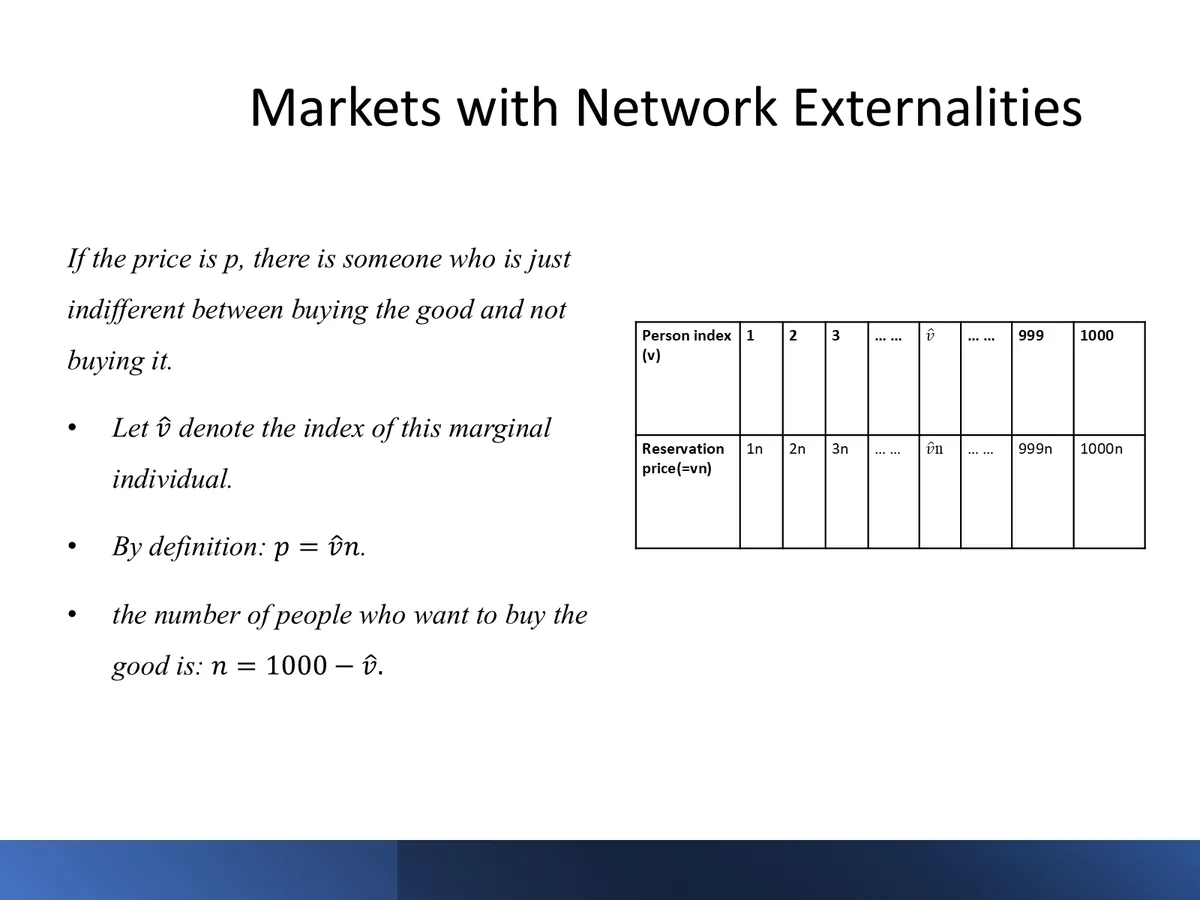 Markets with Network Externalities
If the price is p, there is someone who is just
indifferent between buying the good and not
buying it.
• Let v̂ denote the index of this marginal
individual.
• By definition: p = v̂n.
• the number of people who want to buy the
good is: n = 1000 − v̂.
Person index (v) 1 2 3 … … v̂ … … 999 1000
Reservation price(=vn) 1n 2n 3n … … v̂n … … 999n 1000n